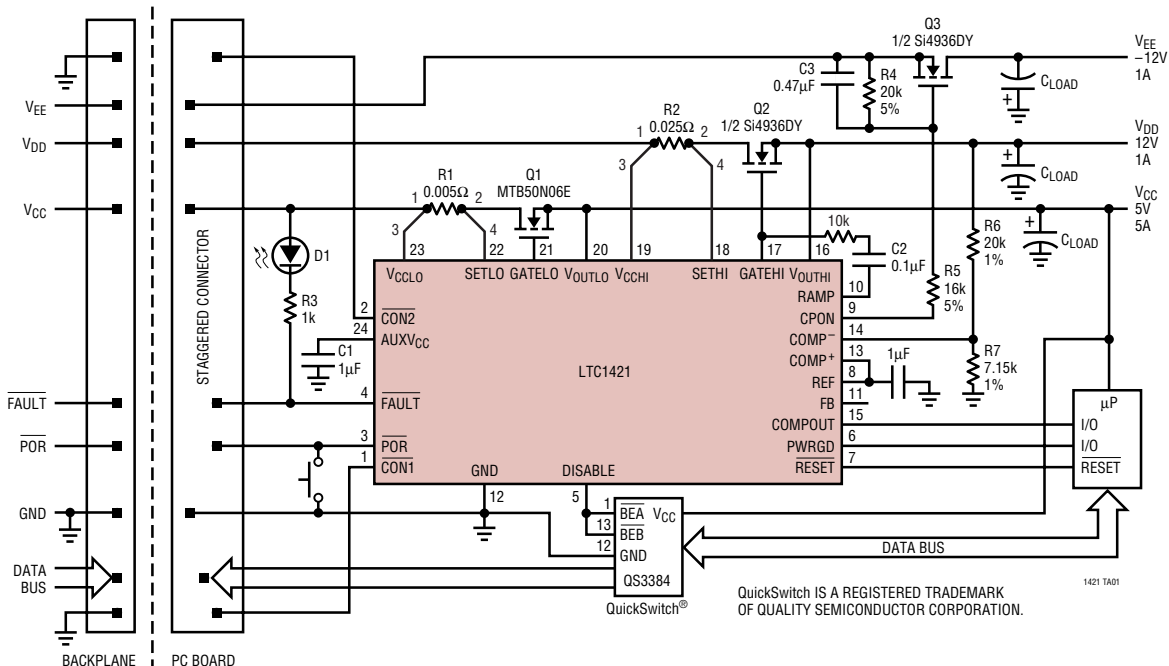 Q3
1/2 Si4936DY
VEE
–12V
1A
C3
0.47µF
R4
20k
5%
CLOAD
+
VEE
R2
0.025Ω
Q2
1/2 Si4936DY
VDD
12V
1A
VDD
1
2
3
4
CLOAD
+
R1
0.005Ω
Q1
MTB50N06E
VCC
5V
5A
VCC
1
2
3
4
CLOAD
+
10k
R6
20k
1%
C2
0.1µF
D1
23
22
21
20
19
18
17
16
VCCLO
SETLO
GATELO
VOUTLO
VCCHI
SETHI
GATEHI
VOUTHI
R5
16k
5%
STAGGERED CONNECTOR
R3
1k
RAMP
10
2
CON2
CPON
9
24
AUXVCC
COMP–
14
C1
1µF
COMP+
13
1µF
R7
7.15k
1%
LTC1421
REF
8
FAULT
4
FAULT
FB
11
µP
COMPOUT
15
I/O
POR
3
POR
PWRGD
6
I/O
1
CON1
GND
DISABLE
RESET
7
RESET
12
5
GND
1
BEA
VCC
13
BEB
12
GND
DATA BUS
DATA
BUS
QS3384
QuickSwitch®
QuickSwitch IS A REGISTERED TRADEMARK
OF QUALITY SEMICONDUCTOR CORPORATION.
1421 TA01
BACKPLANE
PC BOARD